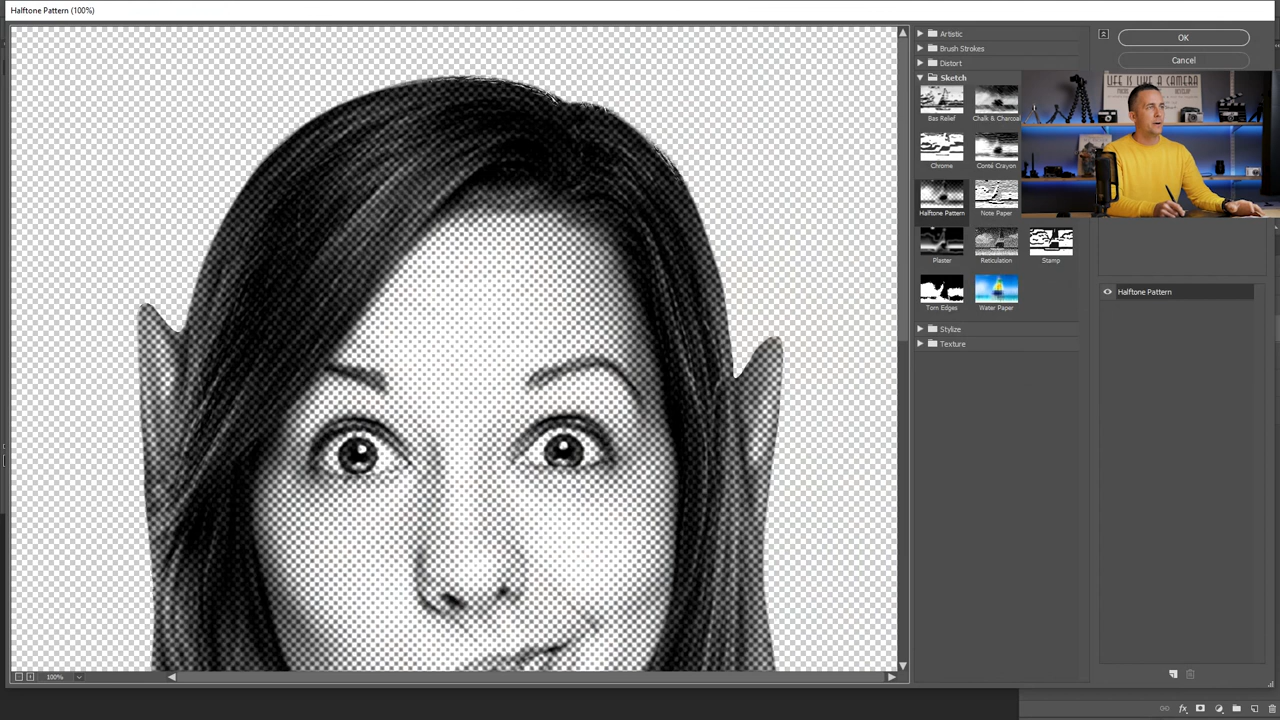 Halftone Pattern (100%)
Artistic
Brush Strokes
Distort
Sketch
Bas Relief
Chalk & Charcoal
Chrome
Conté Crayon
Halftone Pattern
Note Paper
Plaster
Reticulation
Stamp
Torn Edges
Water Paper
Stylize
Texture
OK
Cancel
LIFE IS LIKE A CAMERA
Halftone Pattern
100%
fx